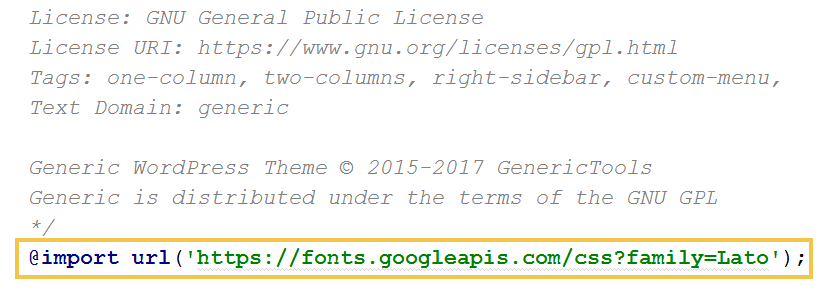 License: GNU General Public License
License URI: https://www.gnu.org/licenses/gpl.html
Tags: one-column, two-columns, right-sidebar, custom-menu,
Text Domain: generic
Generic WordPress Theme © 2015-2017 GenericTools
Generic is distributed under the terms of the GNU GPL
*/
@import url('https://fonts.googleapis.com/css?family=Lato');